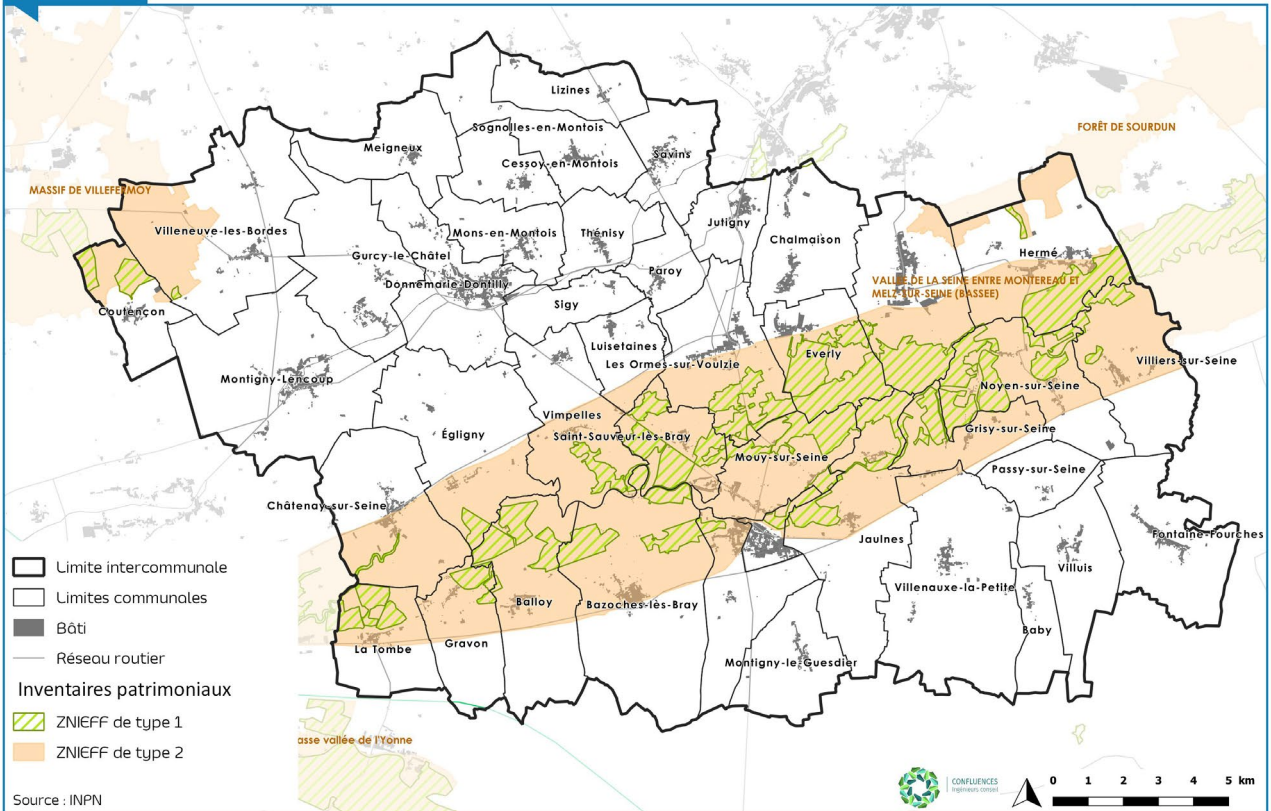 Lizines
Sognolles-en-Montois
FORÊT DE SOURDUN
Meigneux
Cessoy-en-Montois
Savins
MASSIF DE VILLEFERMOY
Villeneuve-les-Bordes
Mons-en-Montois
Thénisy
Jutigny
Chalmaison
Hermé
Gurcy-le-Châtel
Donnemarie-Dontilly
Paroy
VALLEE DE LA SEINE ENTRE MONTEREAU ET
MELZ-SUR-SEINE (BASSEE)
Coutençon
Sigy
Luisetaines
Les Ormes-sur-Voulzie
Everly
Villiers-sur-Seine
Montigny-Lencoup
Noyen-sur-Seine
Vimpelles
Égligny
Saint-Sauveur-lès-Bray
Grisy-sur-Seine
Mouy-sur-Seine
Passy-sur-Seine
Châtenay-sur-Seine
Jaulnes
Fontaine-Fourches
Villuis
Villenauxe-la-Petite
Balloy
Bazoches-lès-Bray
Baby
La Tombe
Gravon
Montigny-le-Guesdier
asse vallée de l'Yonne
Limite intercommunale
Limites communales
Bâti
Réseau routier
Inventaires patrimoniaux
ZNIEFF de type 1
ZNIEFF de type 2
Source : INPN
CONFLUENCES
Ingénieurs conseil
0 1 2 3 4 5 km